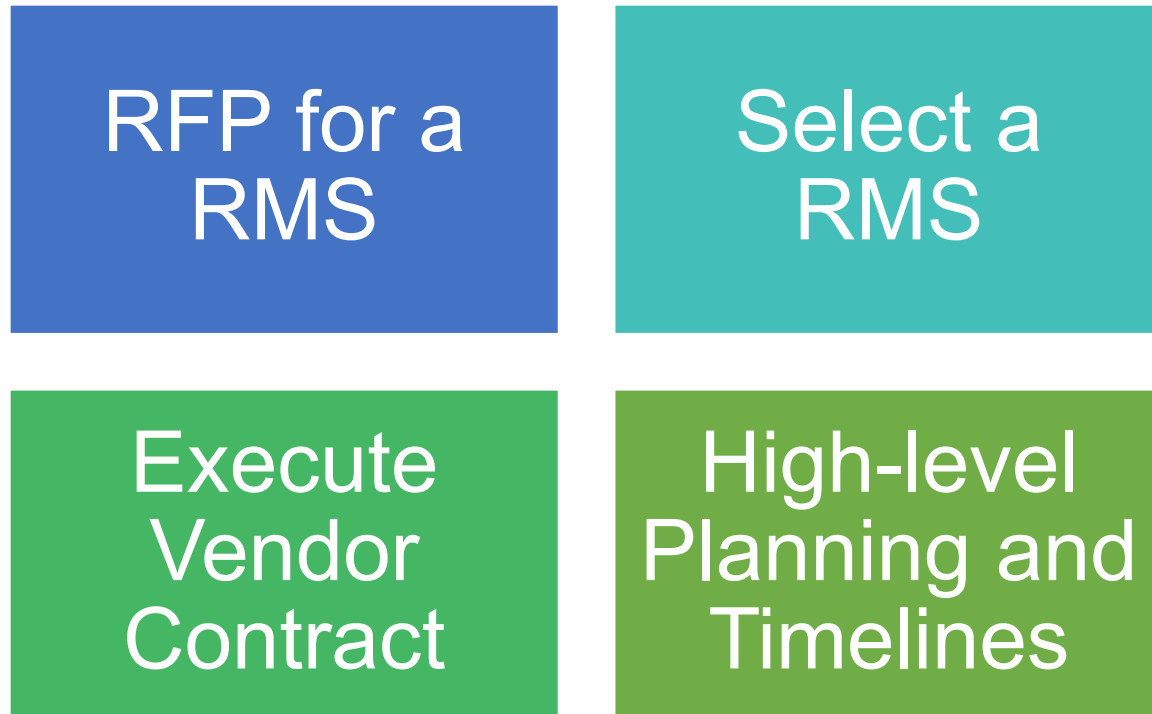 RFP for a
RMS
Select a
RMS
Execute
Vendor
Contract
High-level
Planning and
Timelines